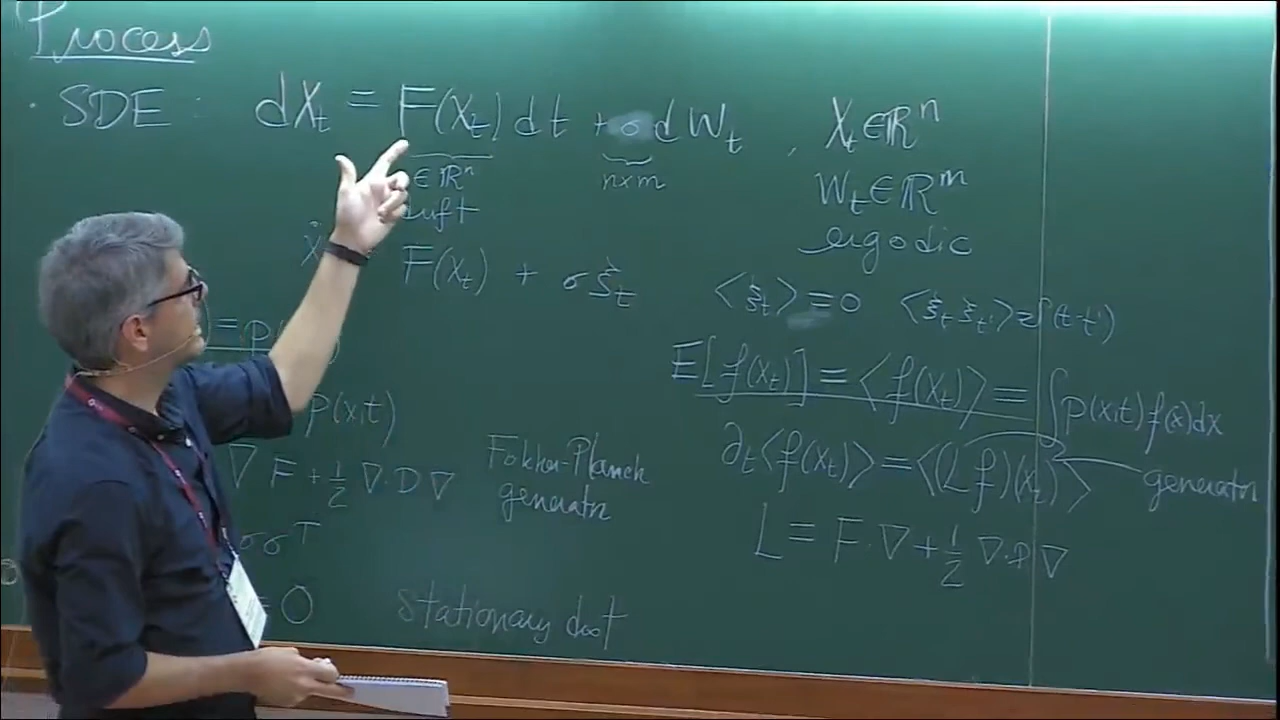 Process
· SDE : dX_t = F(X_t) dt + σ dW_t , X_t ∈ ℝ^n
∈ ℝ^n n×m W_t ∈ ℝ^m
ergodic
F(X_t) + σ ξ_t ⟨ξ_t⟩ = 0 ⟨ξ_t ξ_t'⟩ = δ(t-t')
E[f(X_t)] = ⟨f(X_t)⟩ = ∫ p(x,t) f(x) dx
p(x,t)
∂_t⟨f(X_t)⟩ = ⟨(Lf)(X_t)⟩ generator
∇ F + 1/2 ∇·D∇ Fokker-Planck
generator
σσ^T L = F·∇ + 1/2 ∇·D∇
= 0 stationary dist